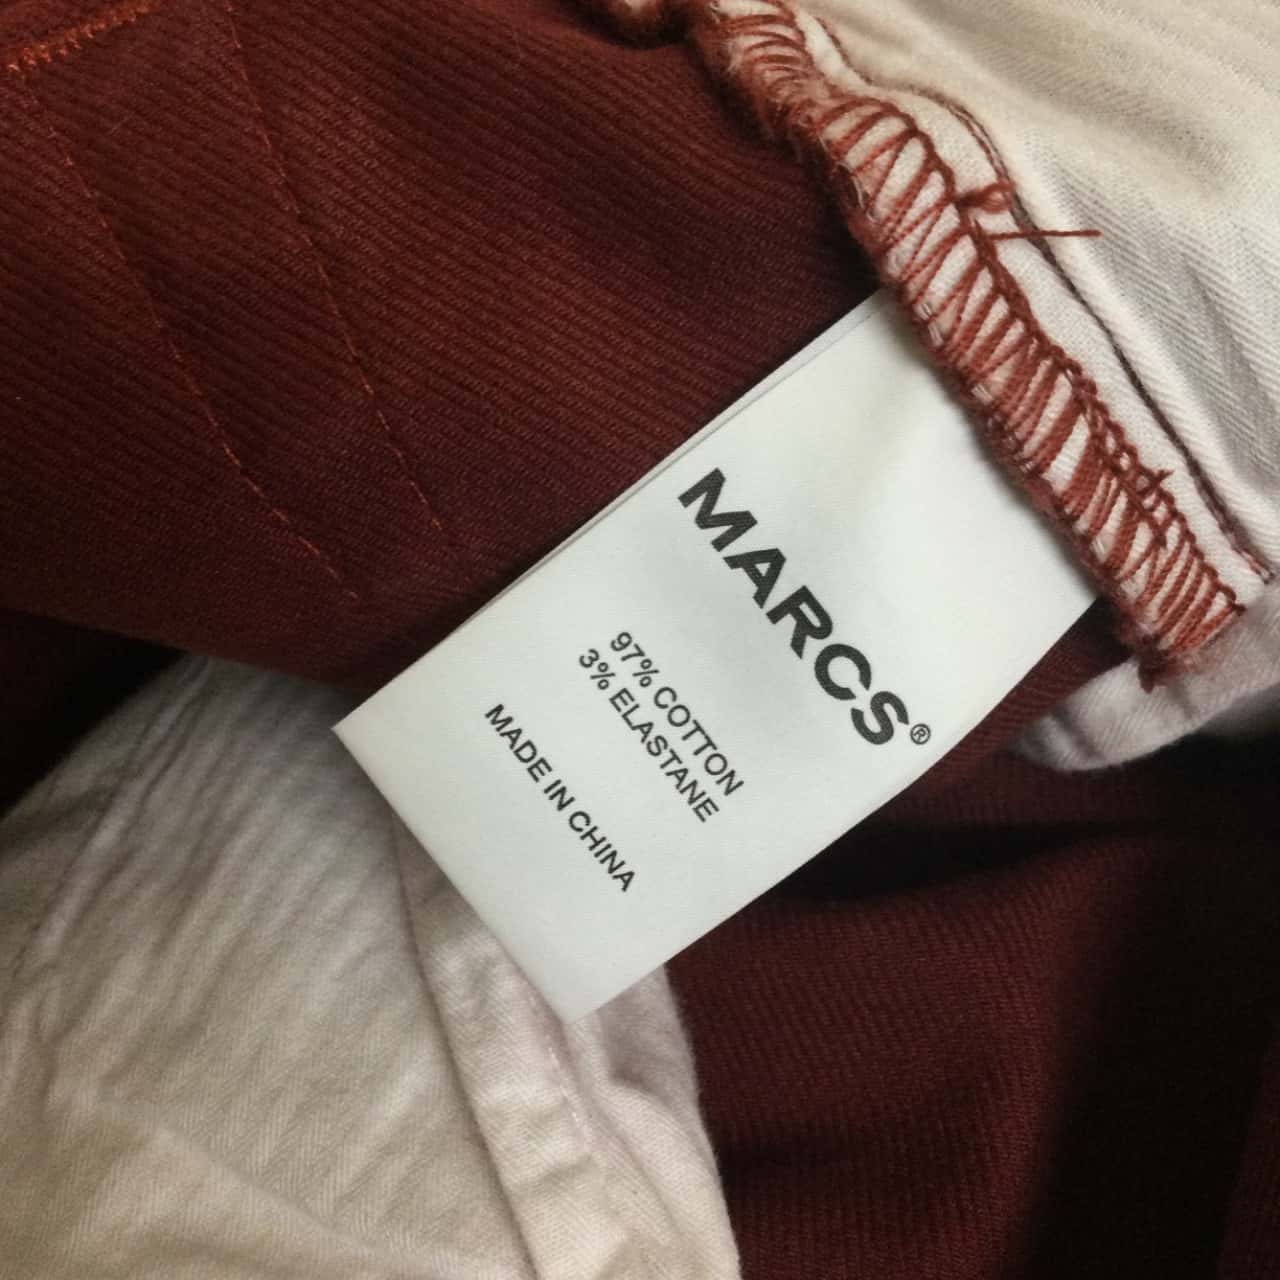 MARCS®
97% COTTON
3% ELASTANE
MADE IN CHINA